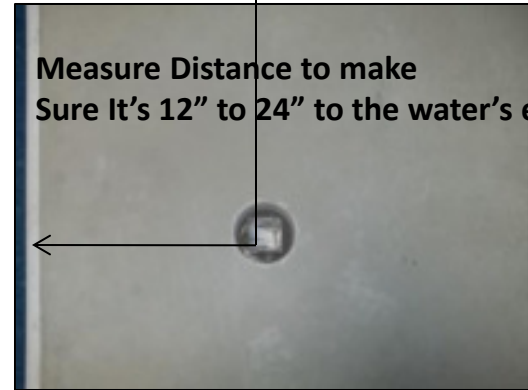 Measure Distance to make
Sure It’s 12” to 24” to the water’s